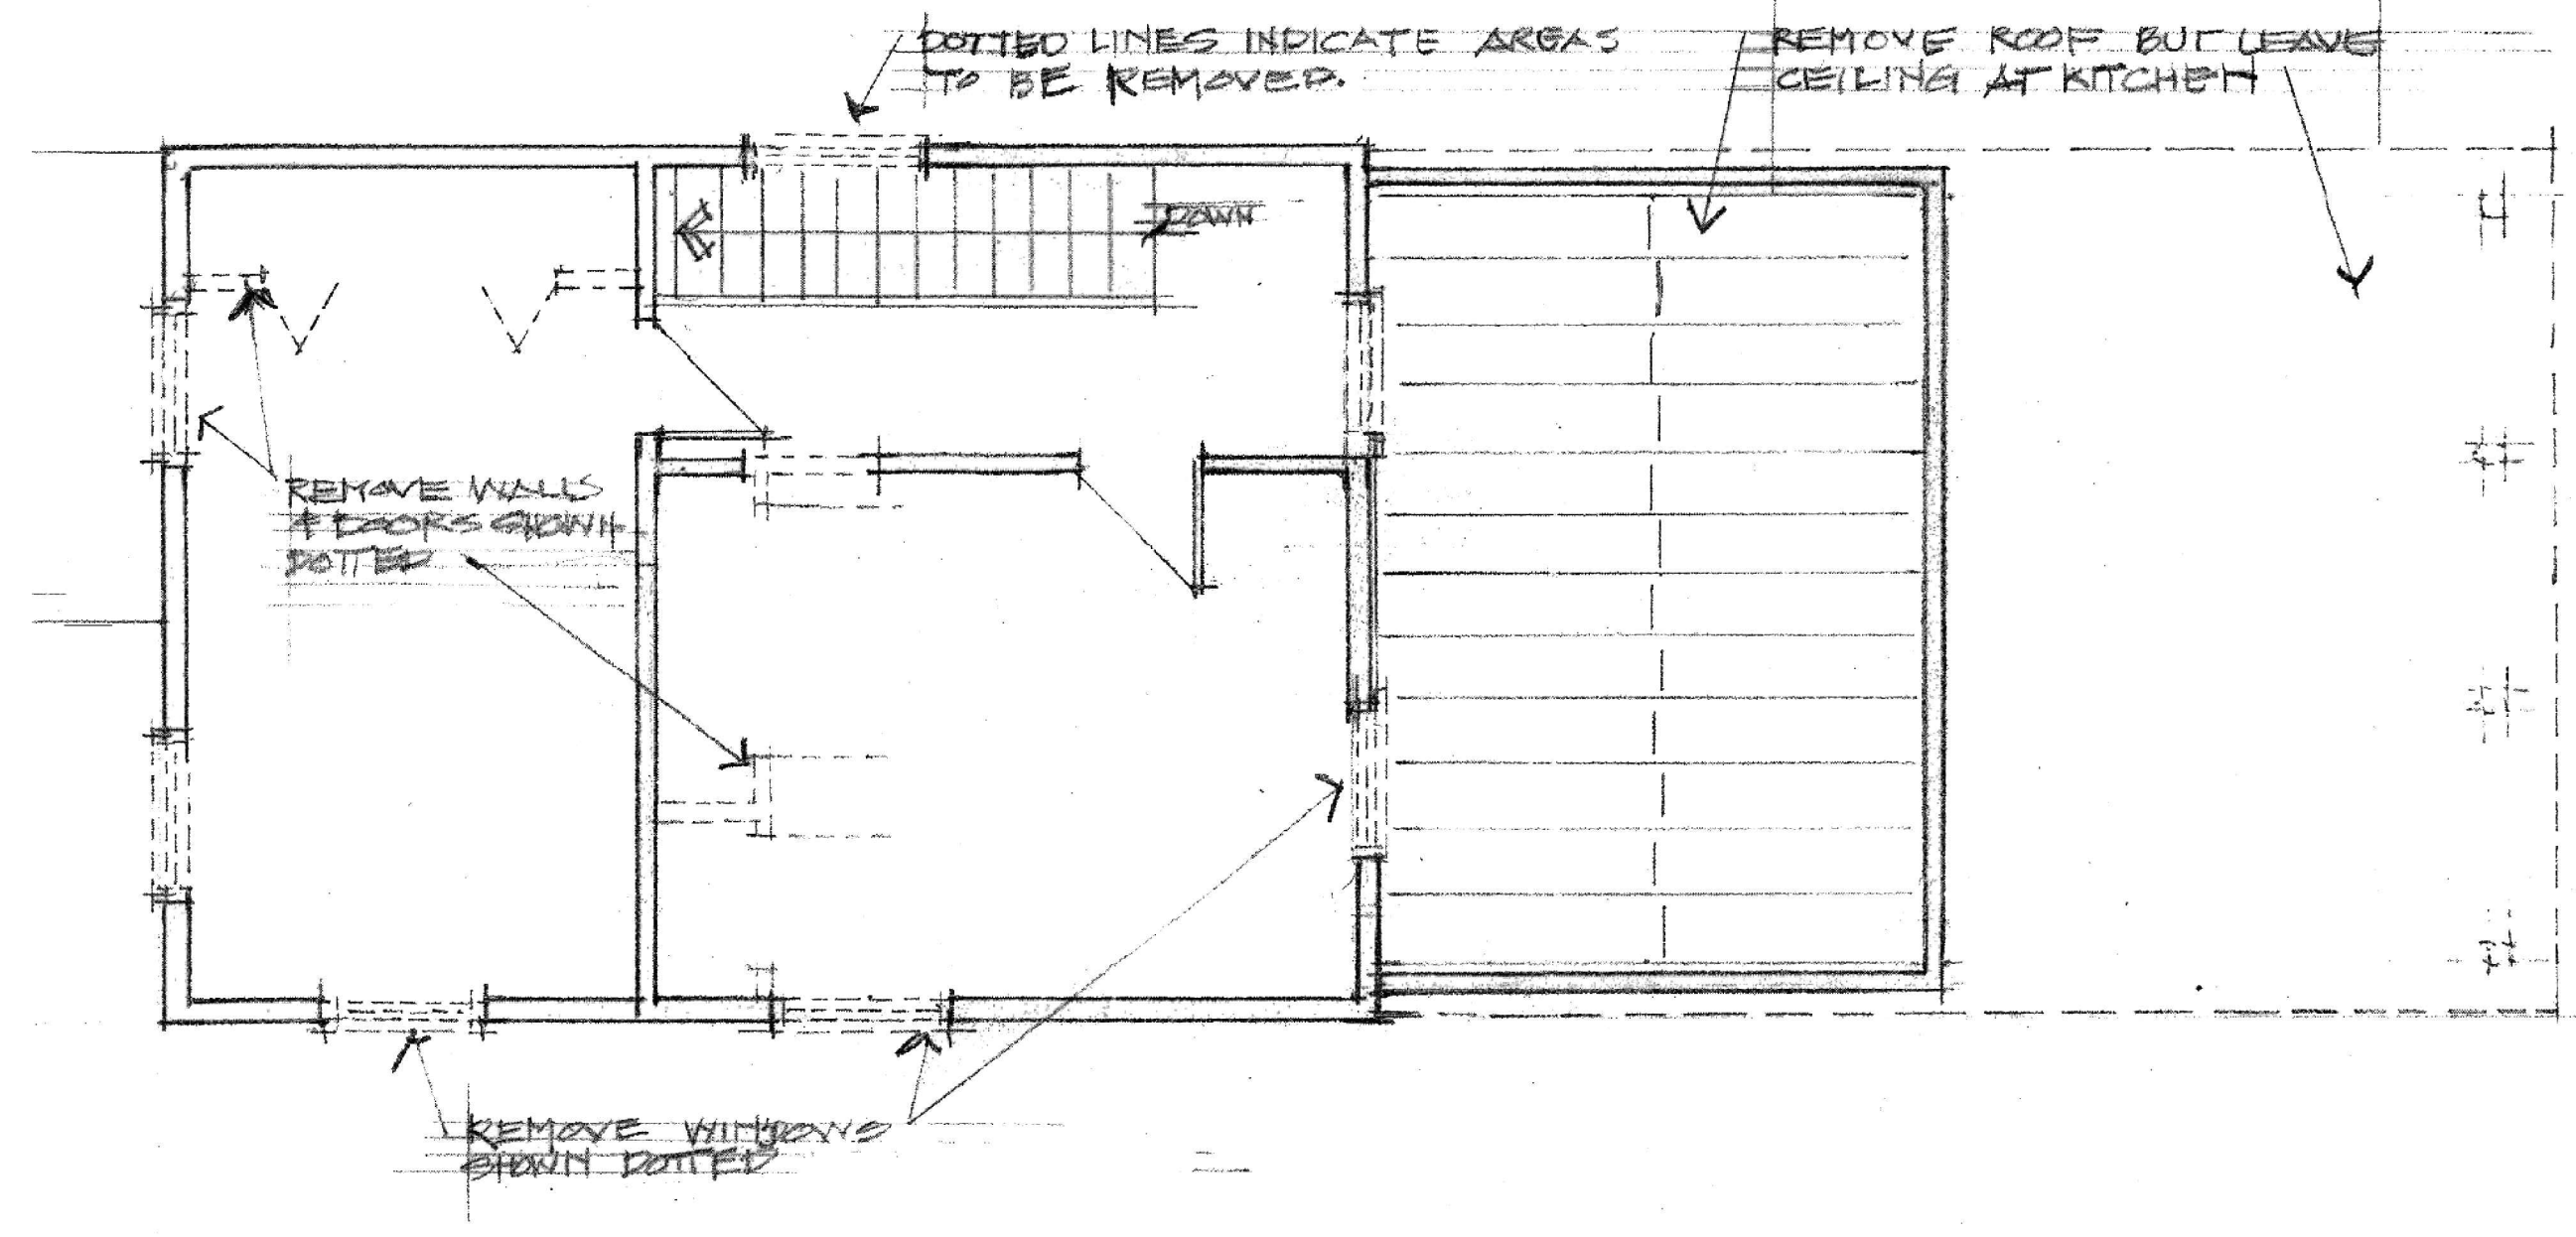 DOTTED LINES INDICATE AREAS
TO BE REMOVED.
REMOVE ROOF BUT LEAVE
CEILING AT KITCHEN
DOWN
REMOVE WALLS
& DOORS SHOWN
DOTTED
REMOVE WINDOWS
SHOWN DOTTED